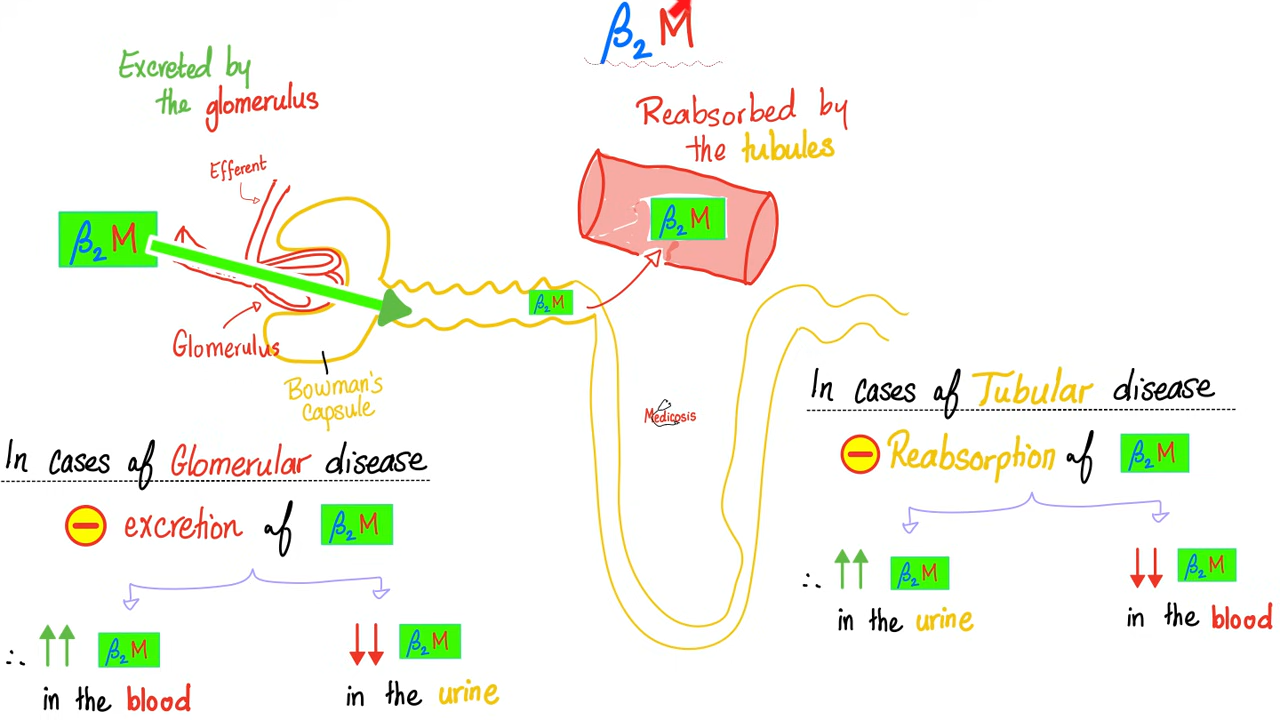 β₂M
Excreted by
the glomerulus
Reabsorbed by
the tubules
Efferent
β₂M
β₂M
β₂M
Glomerulus
Bowman's
capsule
Medicosis
In cases of Glomerular disease
excretion of β₂M
∴ ↑↑ β₂M
in the blood
↓↓ β₂M
in the urine
In cases of Tubular disease
Reabsorption of β₂M
∴ ↑↑ β₂M
in the urine
↓↓ β₂M
in the blood